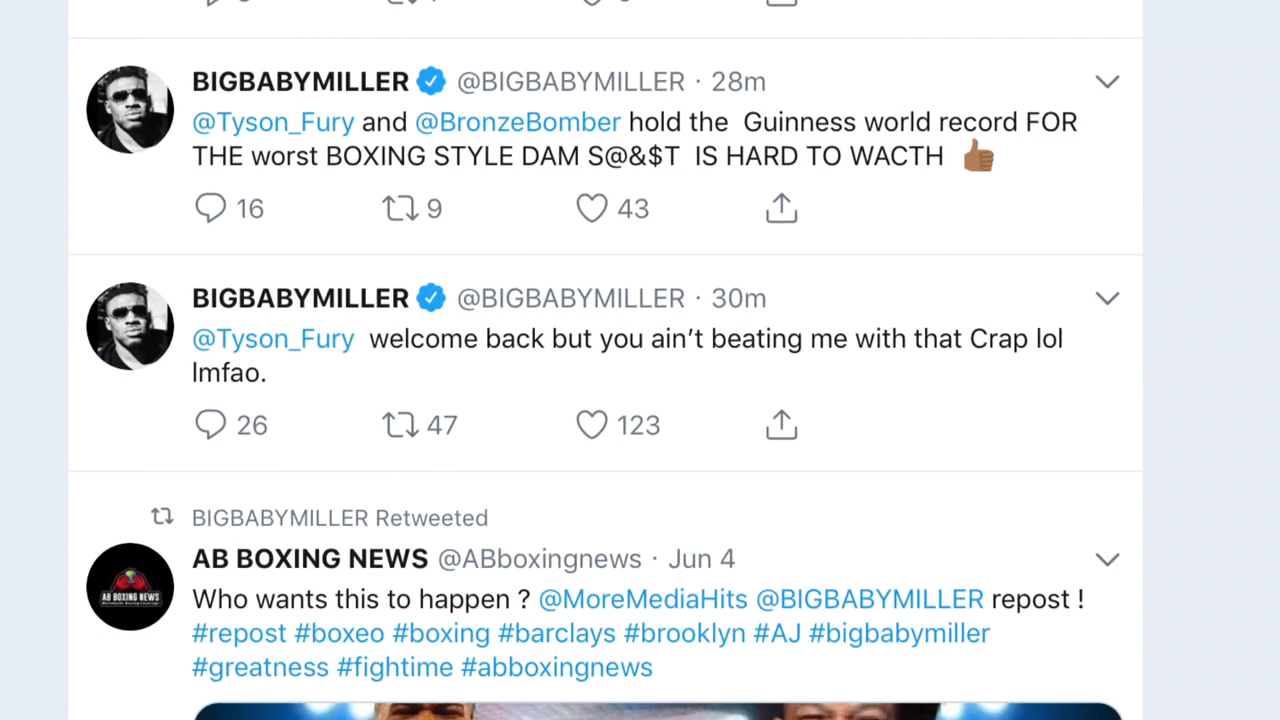 BIGBABYMILLER @BIGBABYMILLER · 28m
@Tyson_Fury and @BronzeBomber hold the Guinness world record FOR
THE worst BOXING STYLE DAM S@&$T IS HARD TO WACTH 👍🏾
16 9 43
BIGBABYMILLER @BIGBABYMILLER · 30m
@Tyson_Fury welcome back but you ain’t beating me with that Crap lol
lmfao.
26 47 123
BIGBABYMILLER Retweeted
AB BOXING NEWS @ABboxingnews · Jun 4
AB BOXING NEWS
Who wants this to happen ? @MoreMediaHits @BIGBABYMILLER repost !
#repost #boxeo #boxing #barclays #brooklyn #AJ #bigbabymiller
#greatness #fightime #abboxingnews